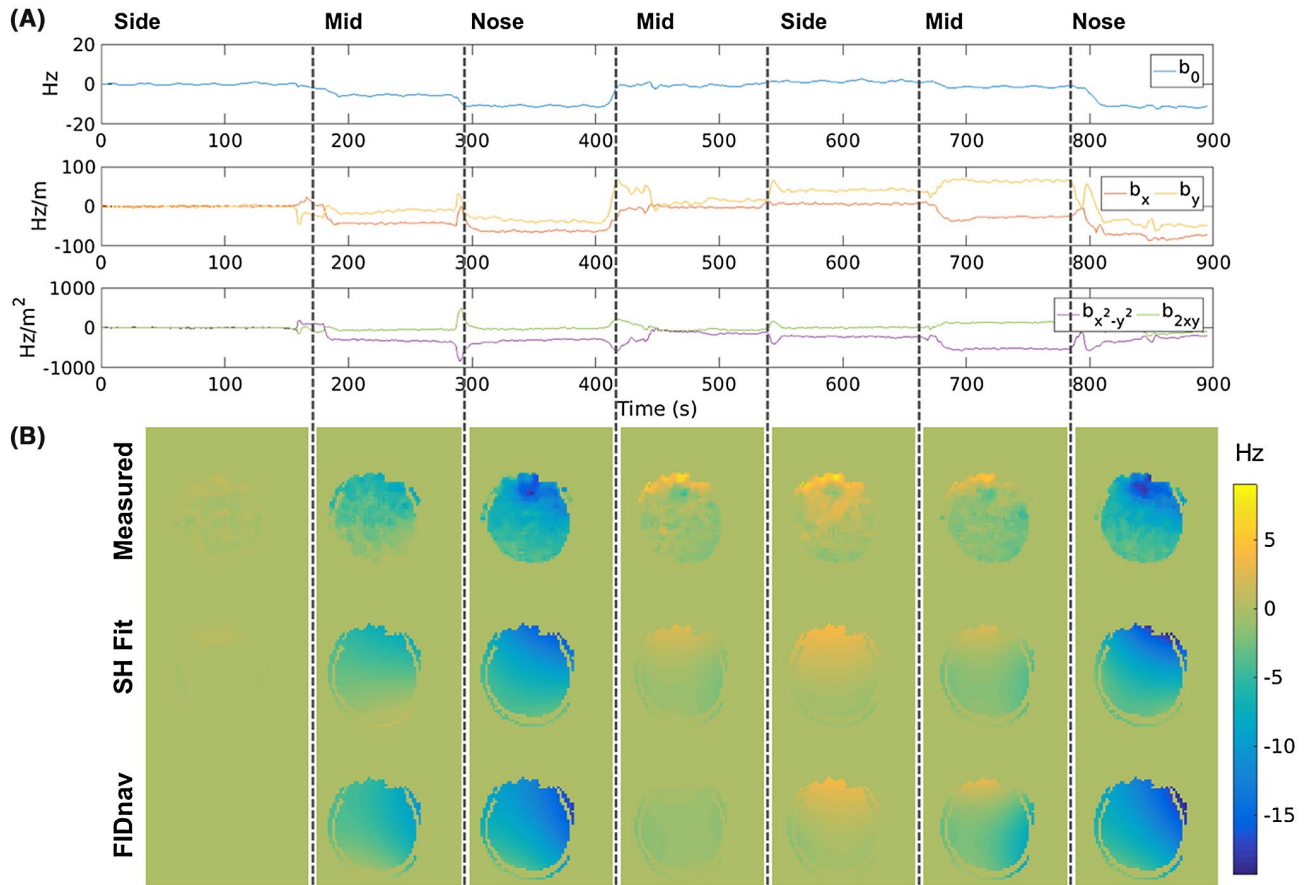 (A) Side Mid Nose Mid Side Mid Nose
20
0
-20
Hz
b0
0 100 200 300 400 500 600 700 800 900
100
0
-100
Hz/m
bx by
0 100 200 300 400 500 600 700 800 900
1000
0
-1000
Hz/m²
bx²-y² b2xy
0 100 200 300 400 500 600 700 800 900
Time (s)
(B)
Measured
SH Fit
FIDnav
Hz
5
0
-5
-10
-15